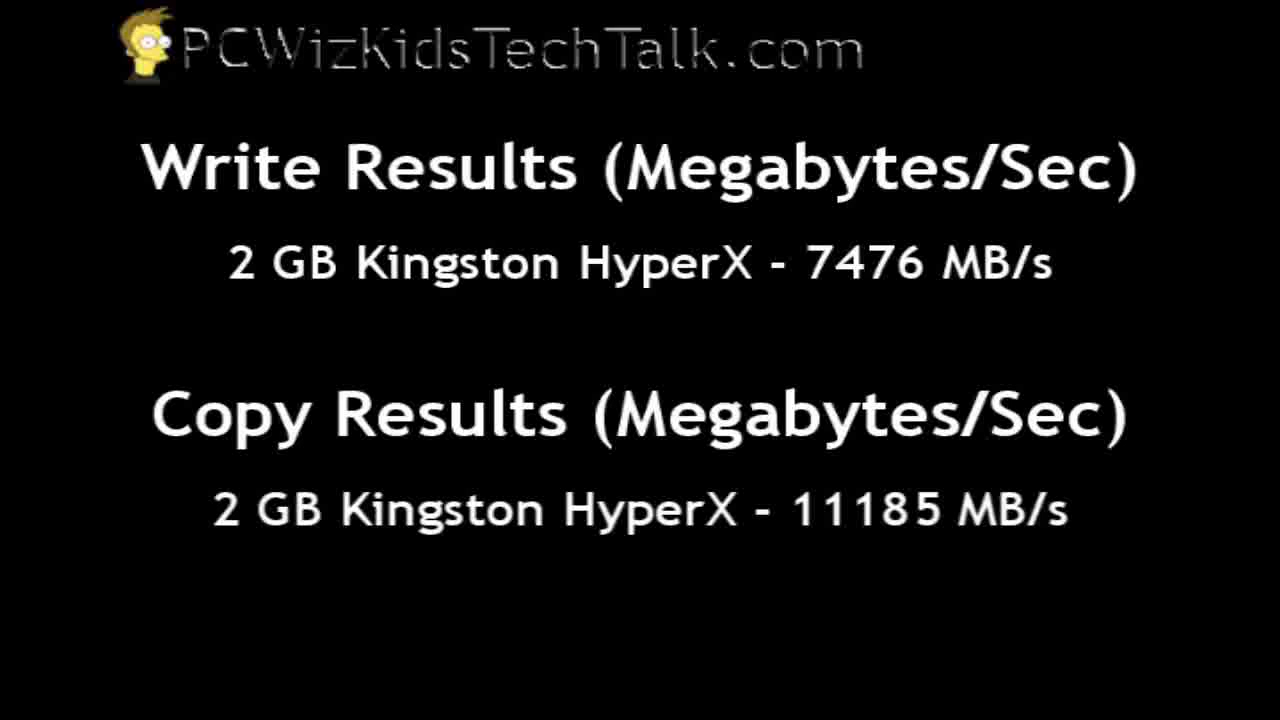 PCWizKidsTechTalk.com
Write Results (Megabytes/Sec)
2 GB Kingston HyperX - 7476 MB/s
Copy Results (Megabytes/Sec)
2 GB Kingston HyperX - 11185 MB/s